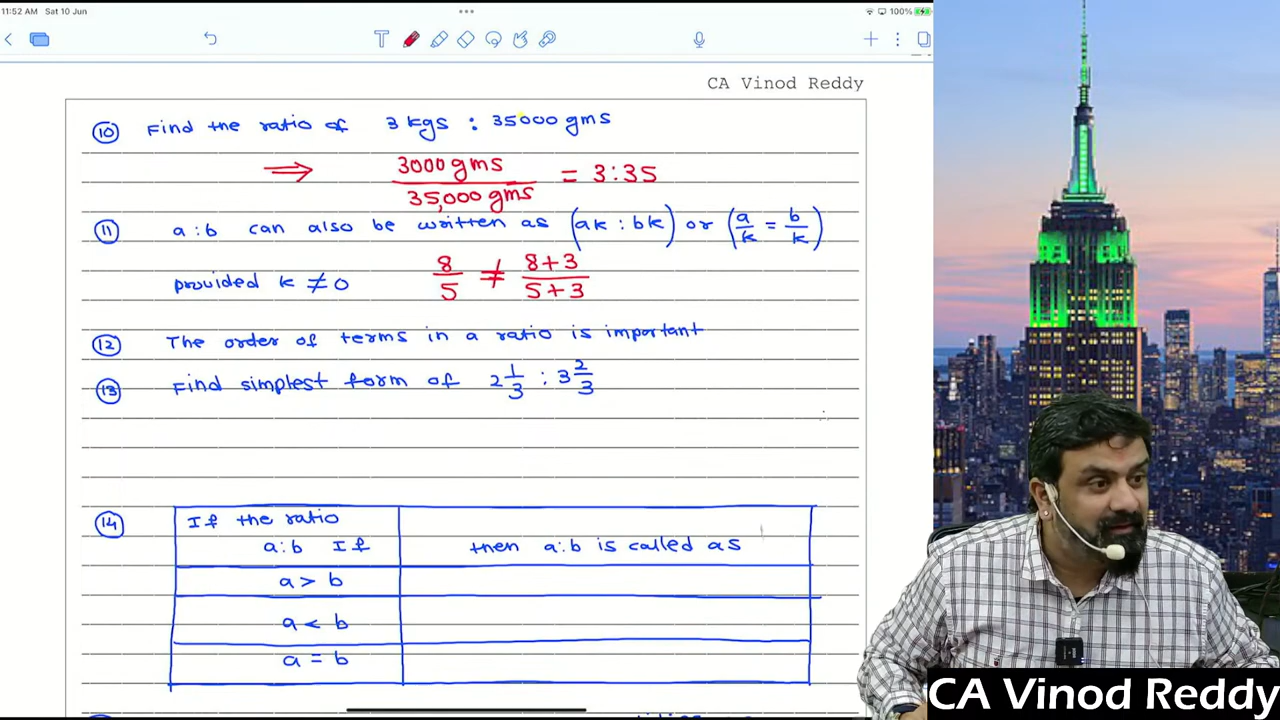 11:52 AM Sat 10 Jun
100%
CA Vinod Reddy
⑩ Find the ratio of 3 kgs : 35000 gms
⇒ 3000 gms / 35,000 gms = 3:35
⑪ a:b can also be written as (ak : bk) or (a/k = b/k)
provided k ≠ 0 8/5 ≠ 8+3/5+3
⑫ The order of terms in a ratio is important
⑬ Find simplest form of 2 1/3 : 3 2/3
⑭ If the ratio
a:b If then a:b is called as
a > b
a < b
a = b
CA Vinod Reddy